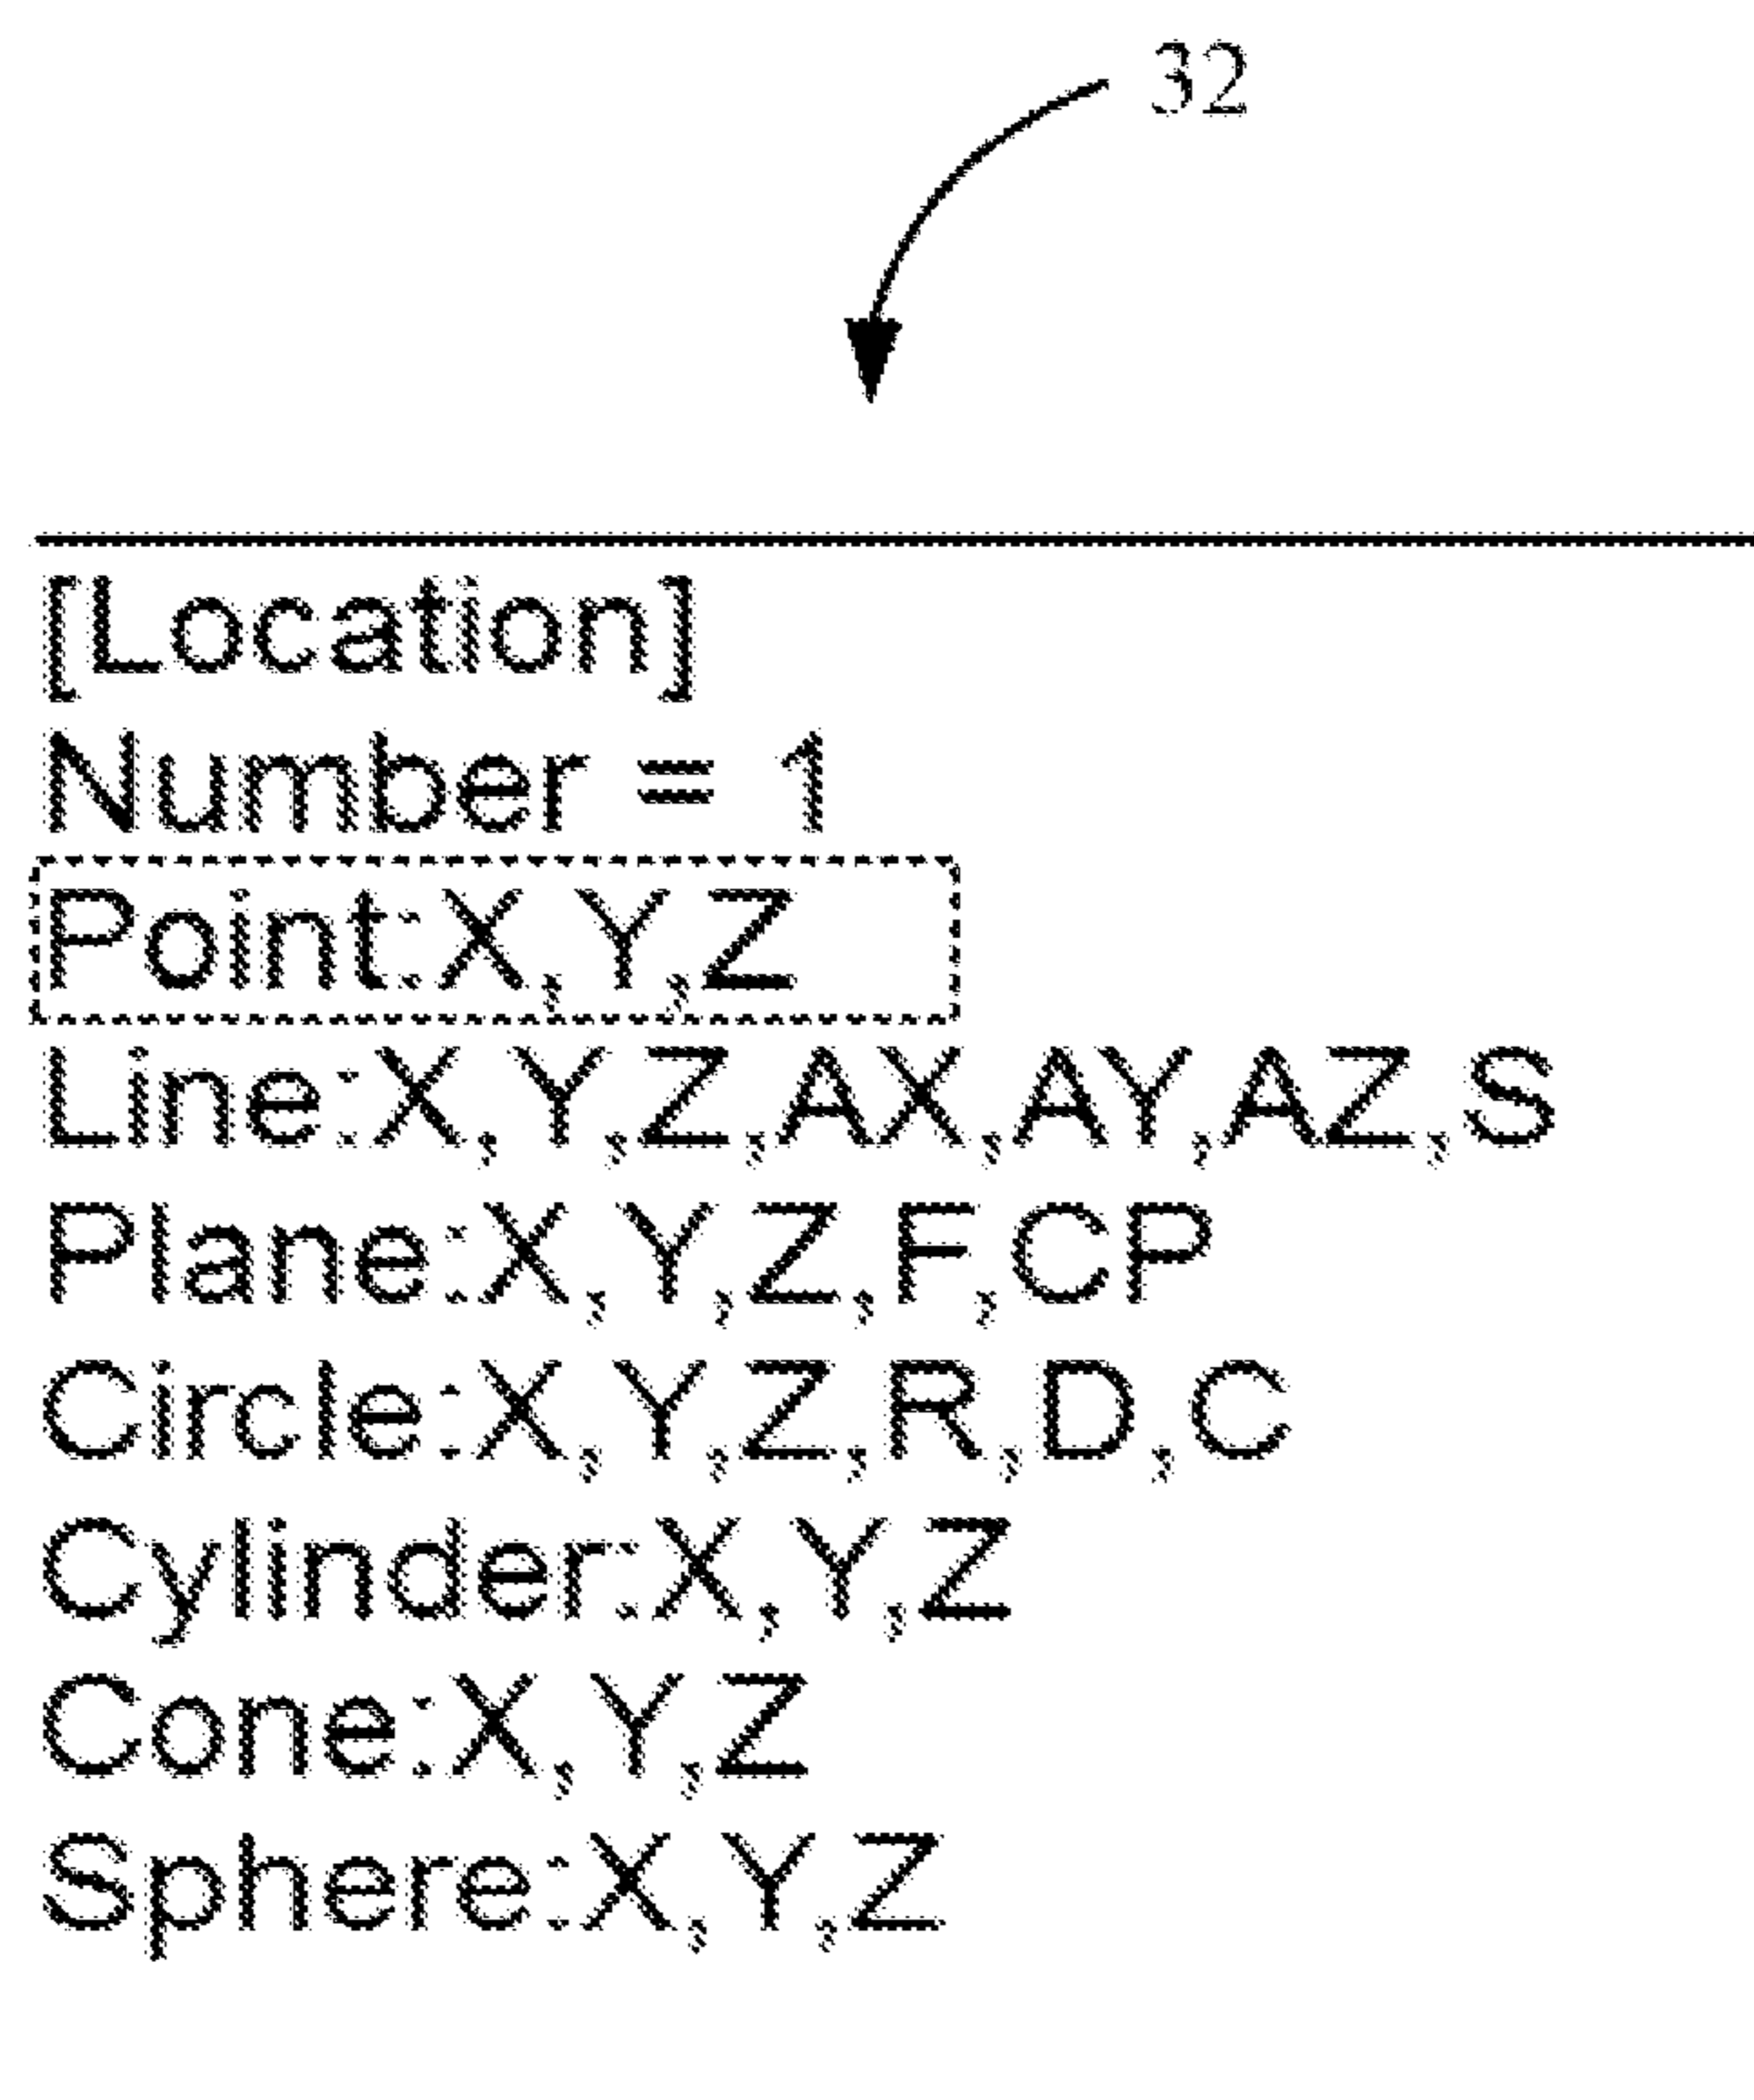 32
[Location]
Number = 1
Point:X,Y,Z
Line:X,Y,Z,AX,AY,AZ,S
Plane:X,Y,Z,F,CP
Circle:X,Y,Z,R,D,C
Cylinder:X,Y,Z
Cone:X,Y,Z
Sphere:X,Y,Z